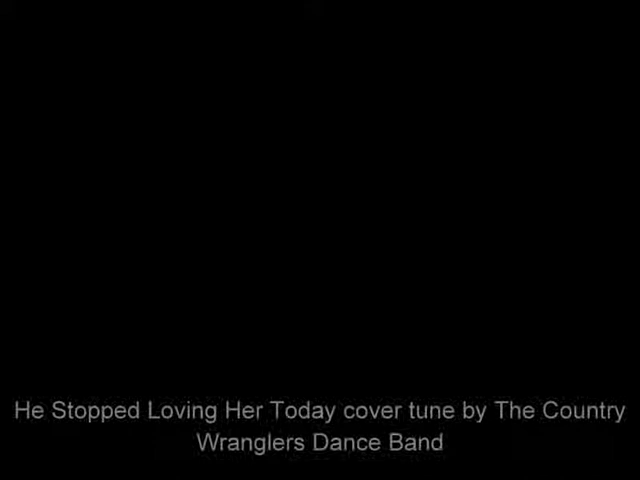 He Stopped Loving Her Today cover tune by The Country
Wranglers Dance Band